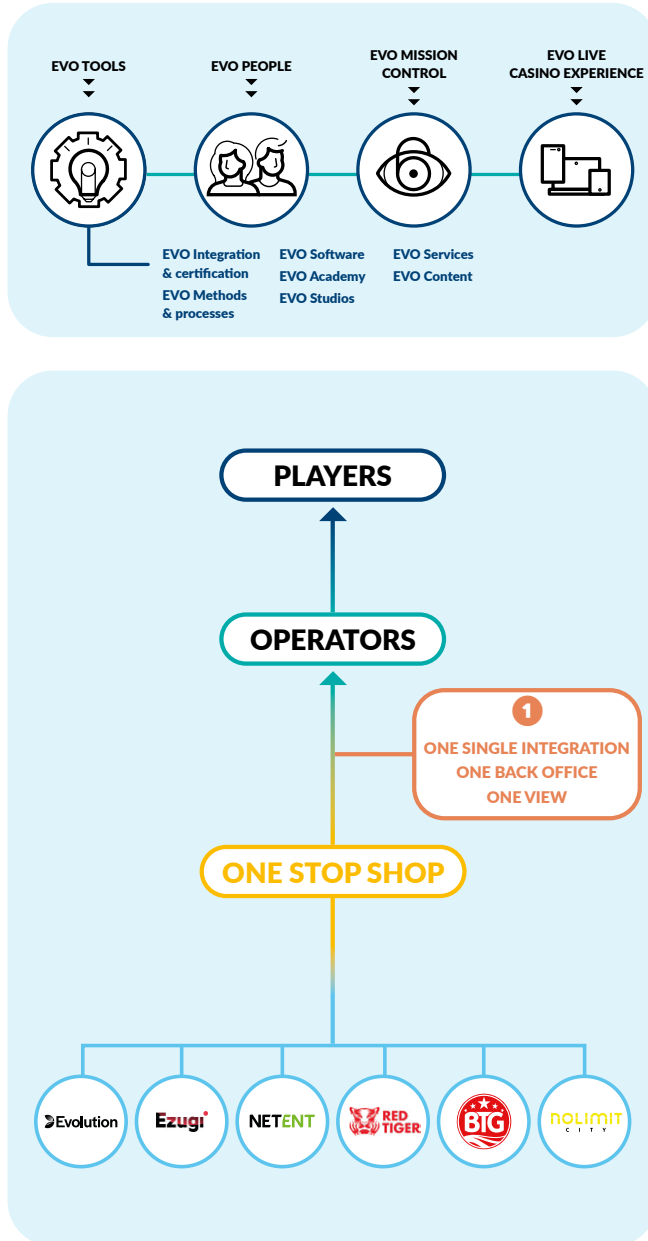 EVO TOOLS
EVO PEOPLE
EVO MISSION
CONTROL
EVO LIVE
CASINO EXPERIENCE
EVO Integration
& certification
EVO Methods
& processes
EVO Software
EVO Academy
EVO Studios
EVO Services
EVO Content
PLAYERS
OPERATORS
1
ONE SINGLE INTEGRATION
ONE BACK OFFICE
ONE VIEW
ONE STOP SHOP
Evolution
Ezugi
NETENT
RED
TIGER
BTG
NOLIMIT
CITY